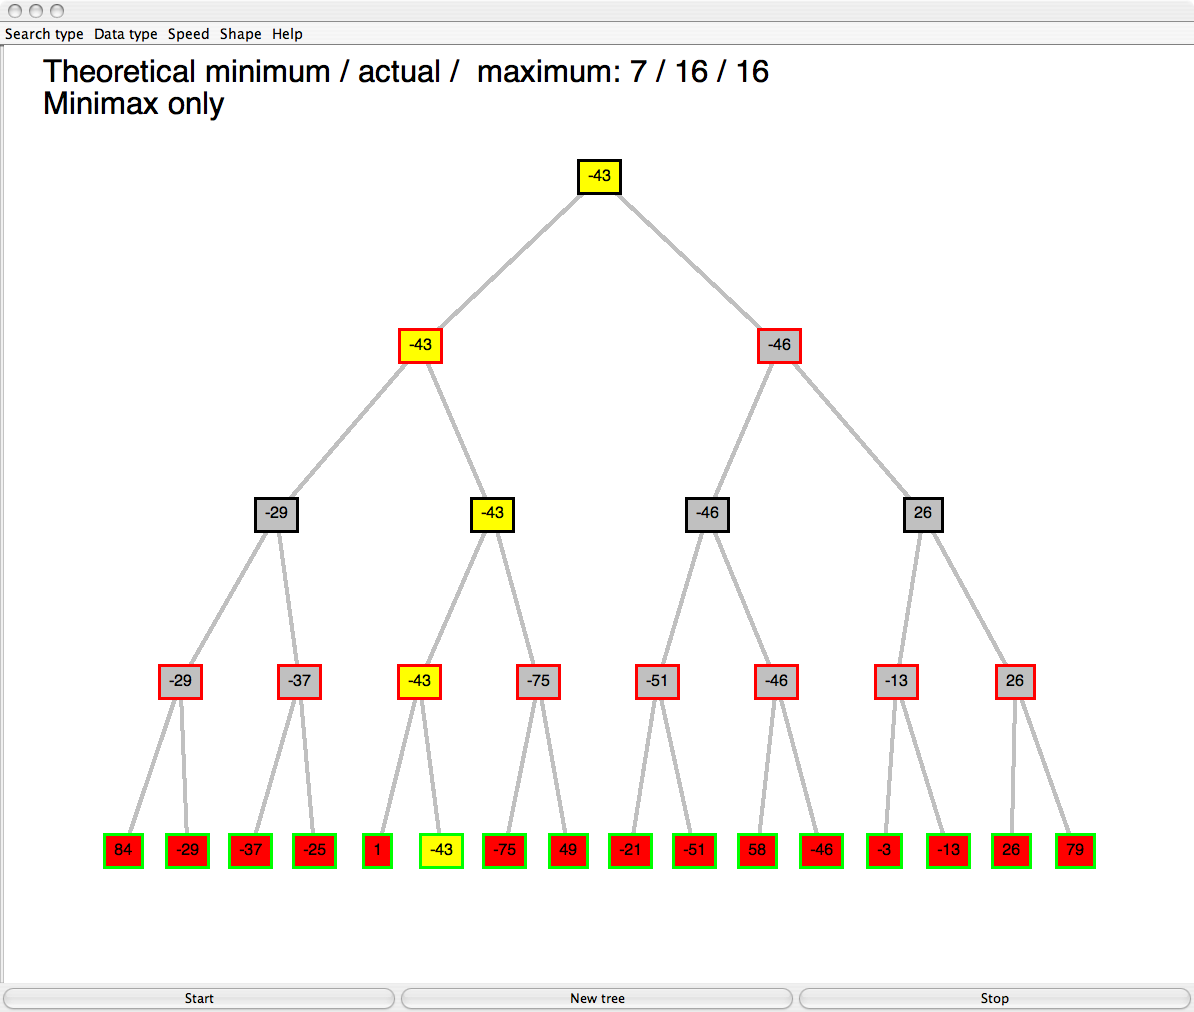 Search type Data type Speed Shape Help
Theoretical minimum / actual /  maximum: 7 / 16 / 16
Minimax only
-43
-43 -46
-29 -43 -46 26
-29 -37 -43 -75 -51 -46 -13 26
84 -29 -37 -25 1 -43 -75 49 -21 -51 58 -46 -3 -13 26 79
Start New tree Stop